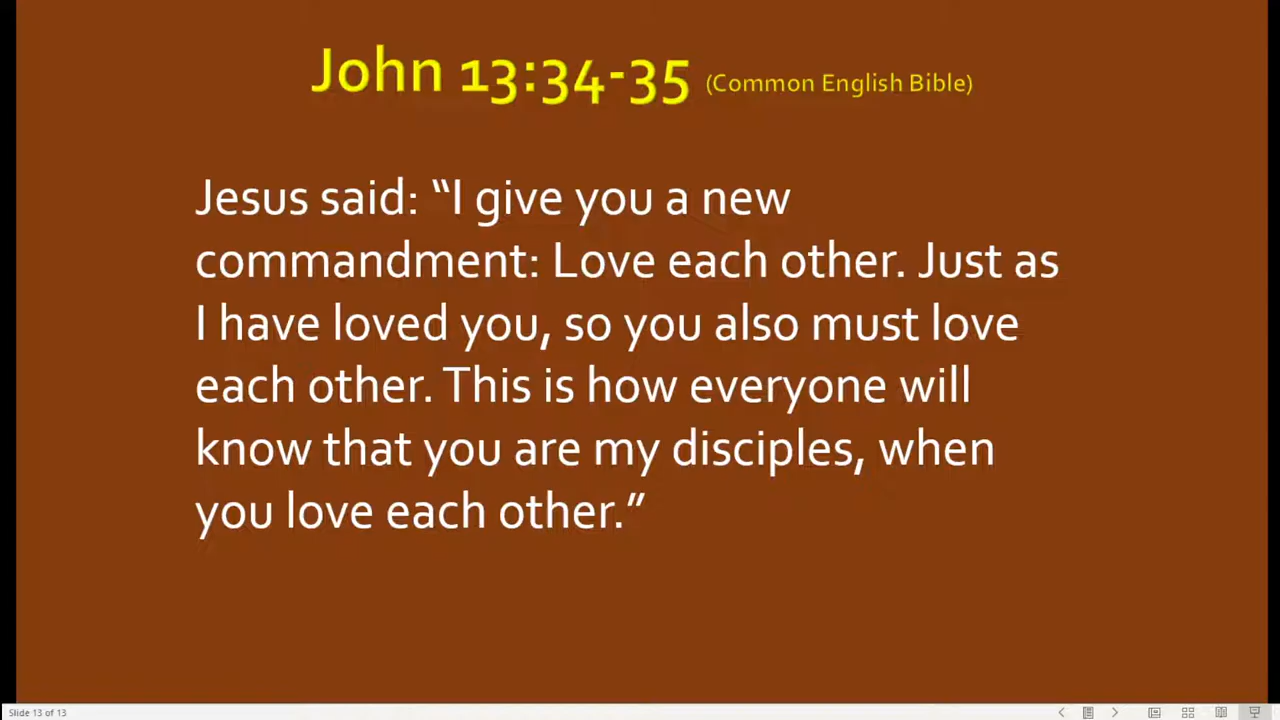 John 13:34-35 (Common English Bible)
Jesus said: “I give you a new
commandment: Love each other. Just as
I have loved you, so you also must love
each other. This is how everyone will
know that you are my disciples, when
you love each other.”
Slide 13 of 13